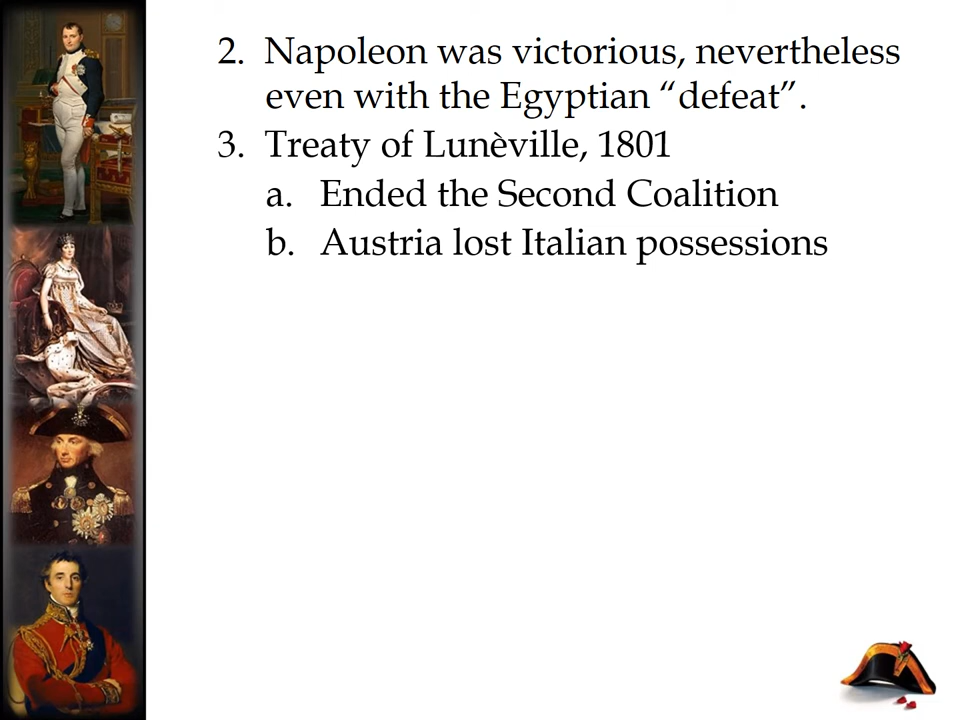 2. Napoleon was victorious, nevertheless
even with the Egyptian “defeat”.
3. Treaty of Lunèville, 1801
a. Ended the Second Coalition
b. Austria lost Italian possessions